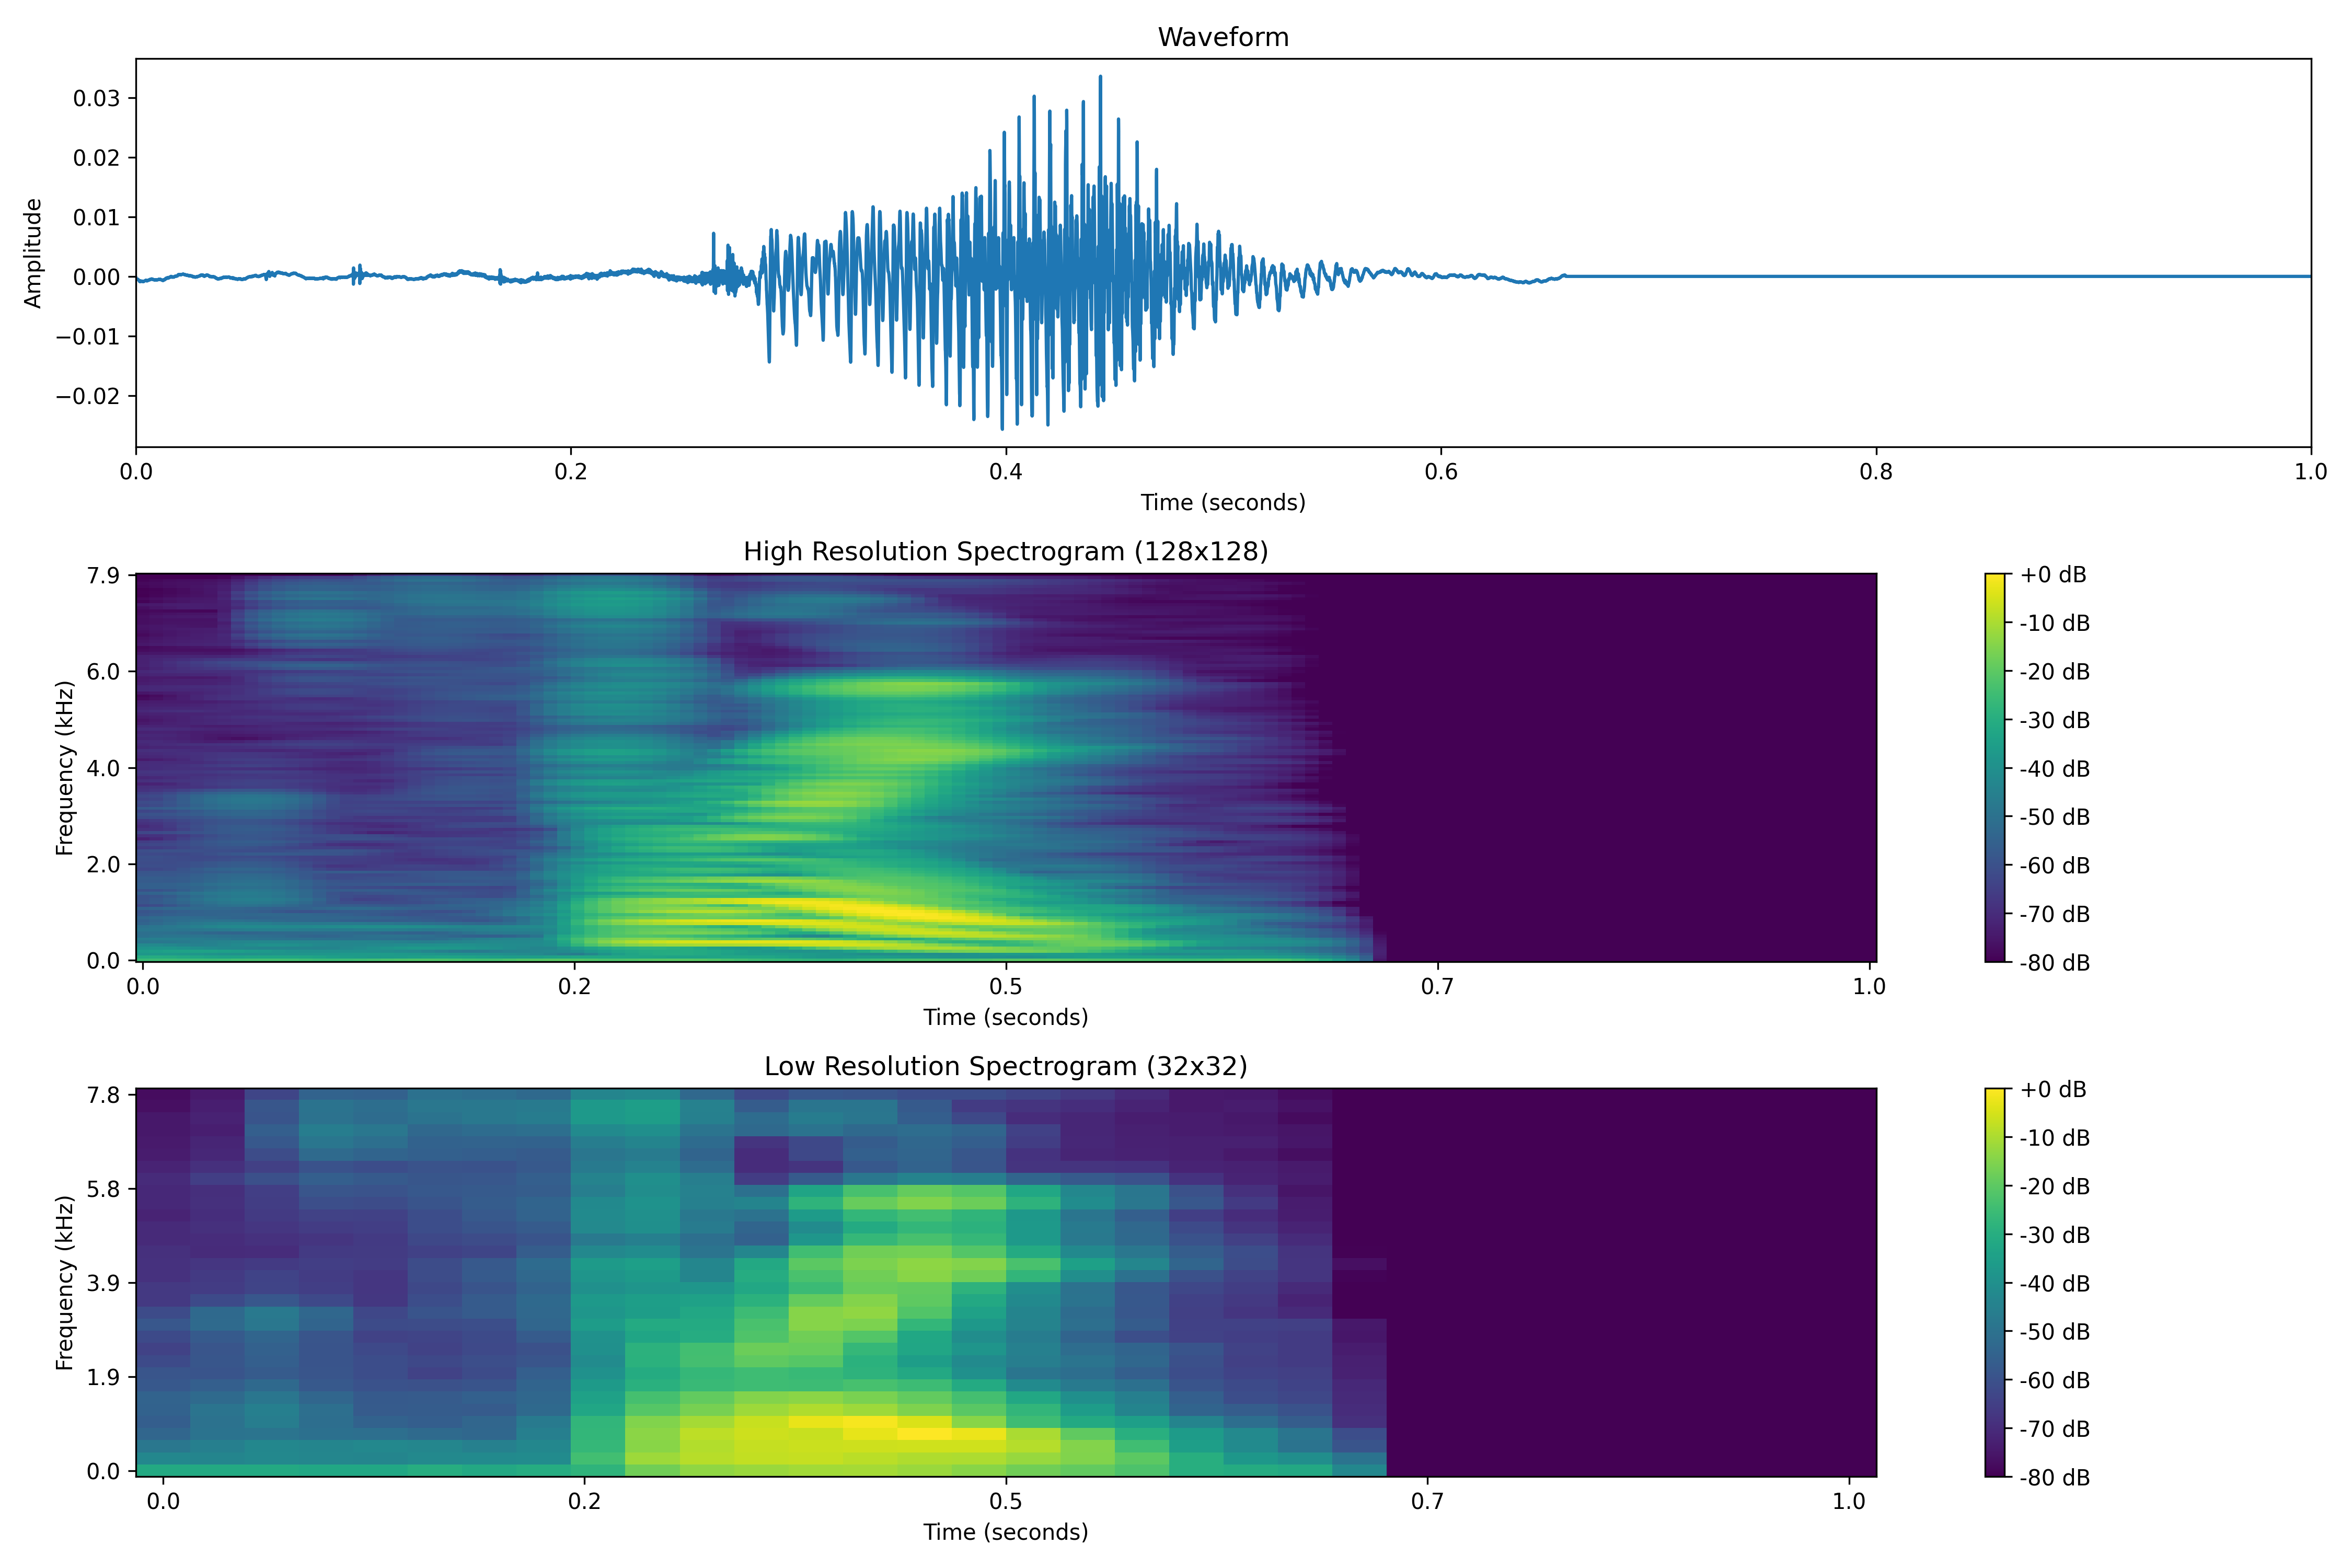 Waveform
Amplitude
0.03
0.02
0.01
0.00
−0.01
−0.02
0.0 0.2 0.4 0.6 0.8 1.0
Time (seconds)
High Resolution Spectrogram (128x128)
Frequency (kHz)
7.9
6.0
4.0
2.0
0.0
0.0 0.2 0.5 0.7 1.0
Time (seconds)
+0 dB
-10 dB
-20 dB
-30 dB
-40 dB
-50 dB
-60 dB
-70 dB
-80 dB
Low Resolution Spectrogram (32x32)
Frequency (kHz)
7.8
5.8
3.9
1.9
0.0
0.0 0.2 0.5 0.7 1.0
Time (seconds)
+0 dB
-10 dB
-20 dB
-30 dB
-40 dB
-50 dB
-60 dB
-70 dB
-80 dB